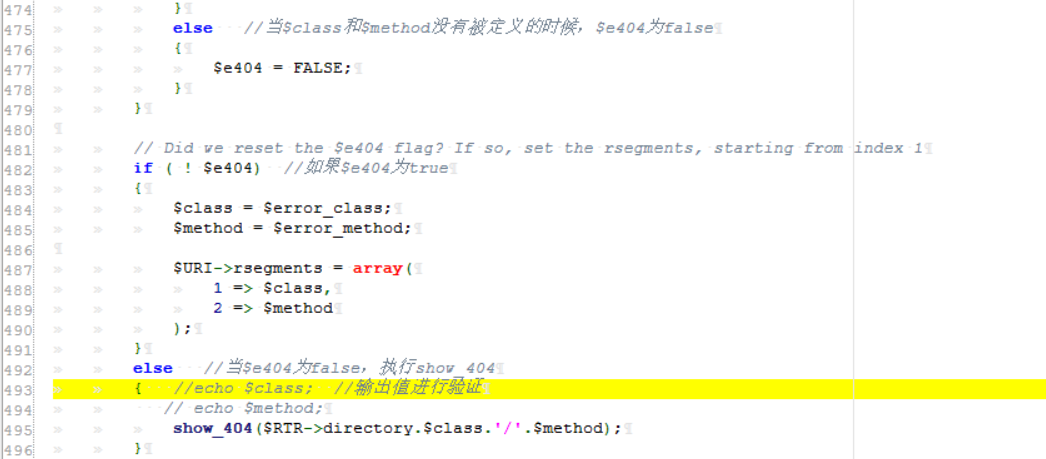 474 }
475 else //当$class和$method没有被定义的时候，$e404为false
476 {
477 $e404 = FALSE;
478 }
479 }
480
481 // Did we reset the $e404 flag? If so, set the rsegments, starting from index 1
482 if ( ! $e404) //如果$e404为true
483 {
484 $class = $error_class;
485 $method = $error_method;
486
487 $URI->rsegments = array(
488 1 => $class,
489 2 => $method
490 );
491 }
492 else //当$e404为false，执行show_404
493 { //echo $class; //输出值进行验证
494 // echo $method;
495 show_404($RTR->directory.$class.'/'.$method);
496 }